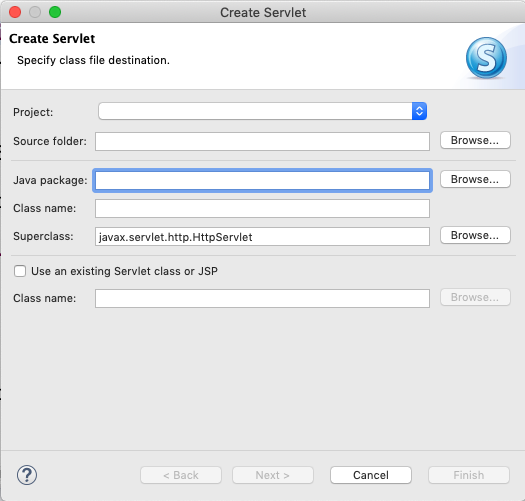 Create Servlet
Create Servlet
Specify class file destination.
S
Project:
Source folder: Browse...
Java package: Browse...
Class name:
Superclass: javax.servlet.http.HttpServlet Browse...
Use an existing Servlet class or JSP
Class name: Browse...
? < Back Next > Cancel Finish